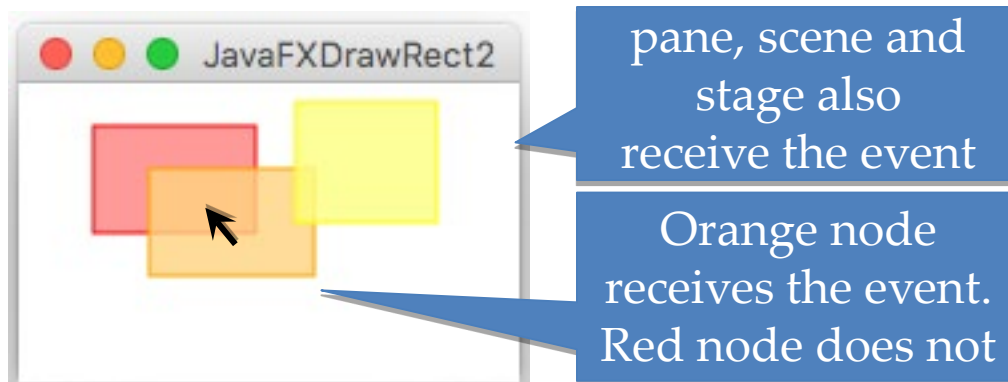 JavaFXDrawRect2
pane, scene and
stage also
receive the event
Orange node
receives the event.
Red node does not